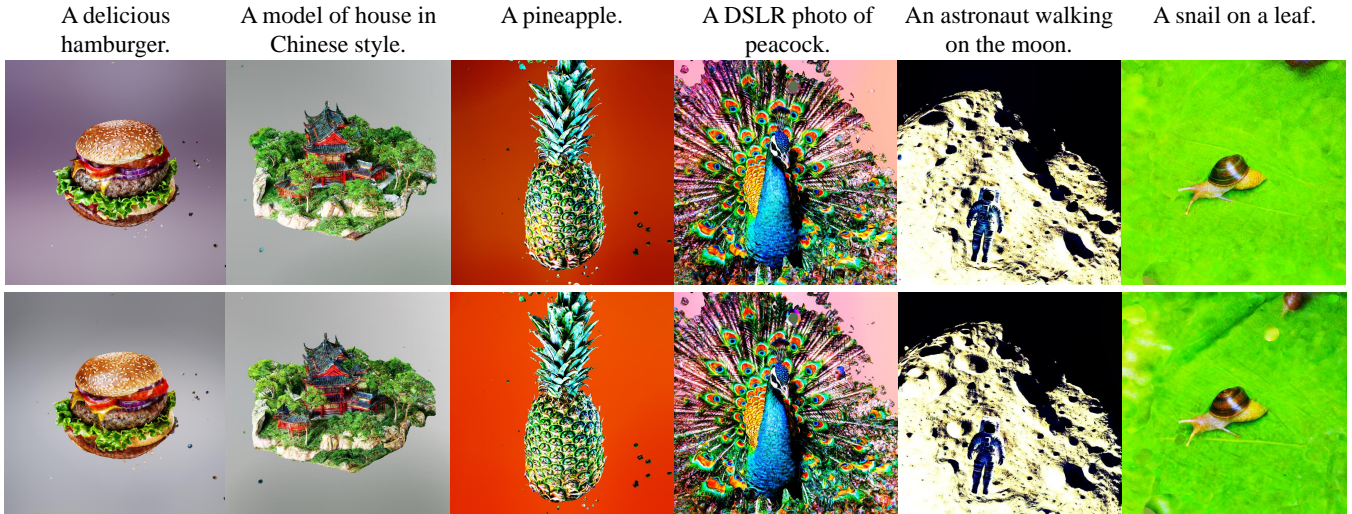 A delicious
hamburger.
A model of house in
Chinese style.
A pineapple.
A DSLR photo of
peacock.
An astronaut walking
on the moon.
A snail on a leaf.